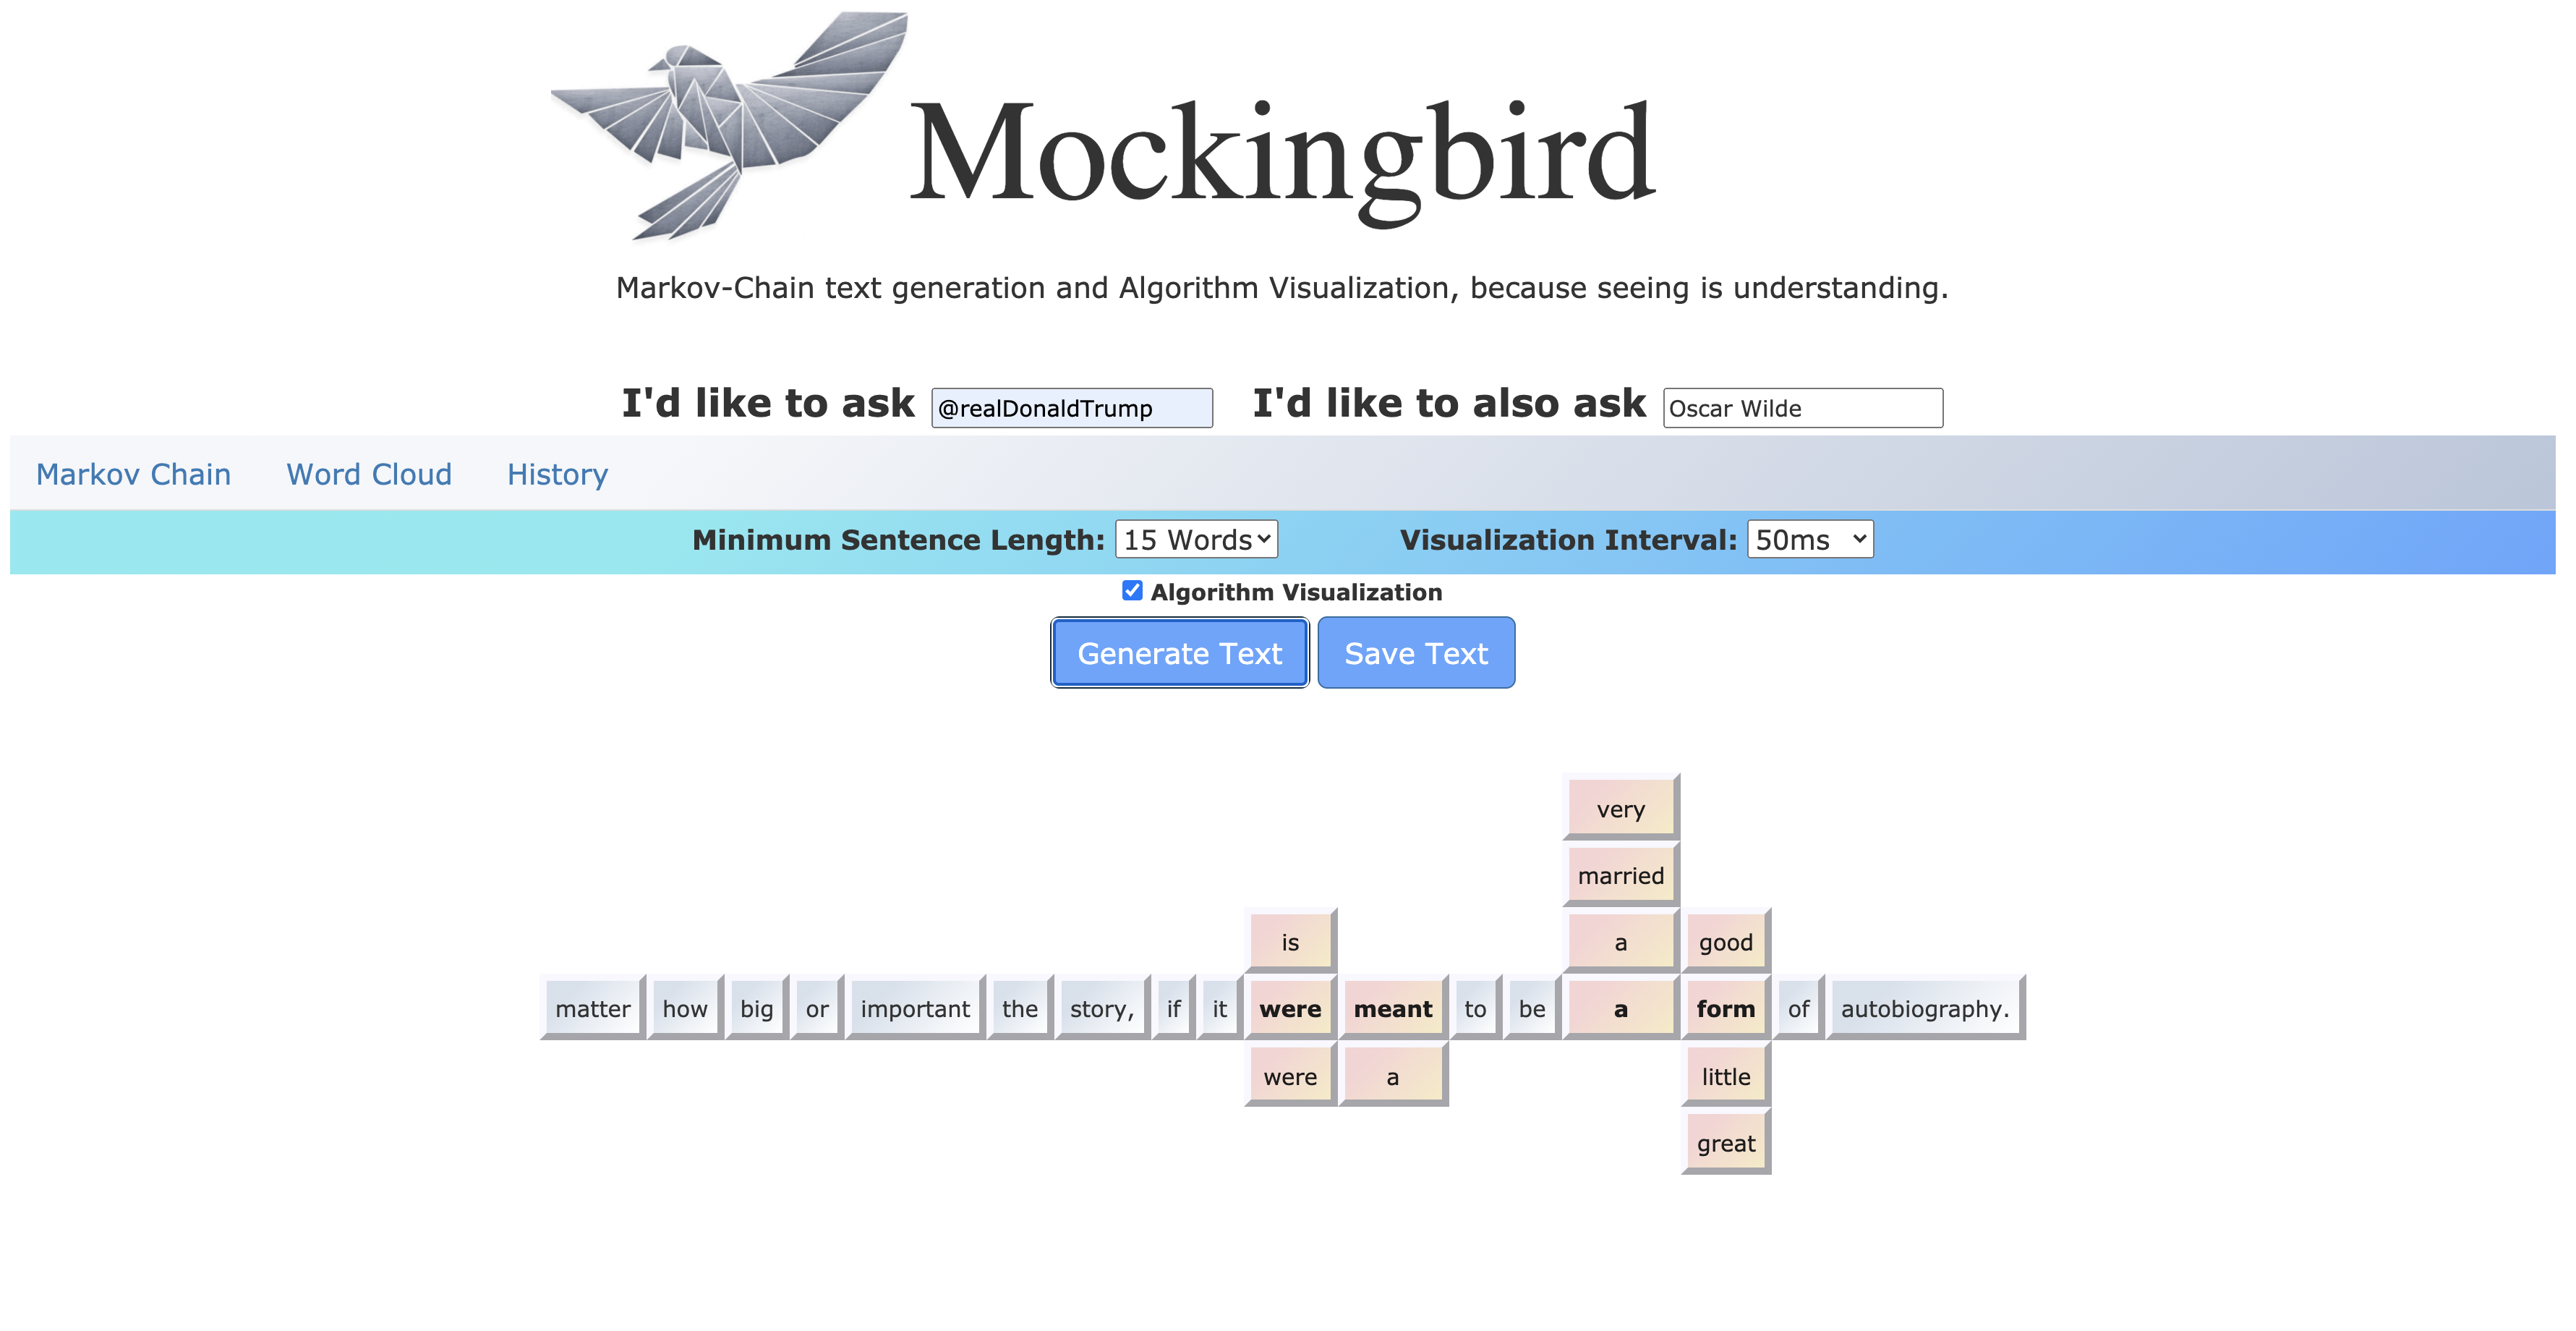 Mockingbird
Markov-Chain text generation and Algorithm Visualization, because seeing is understanding.
I'd like to ask @realDonaldTrump I'd like to also ask Oscar Wilde
Markov Chain Word Cloud History
Minimum Sentence Length: 15 Words Visualization Interval: 50ms
Algorithm Visualization
Generate Text Save Text
very
married
is a good
matter how big or important the story, if it were meant to be a form of autobiography.
were a little
great